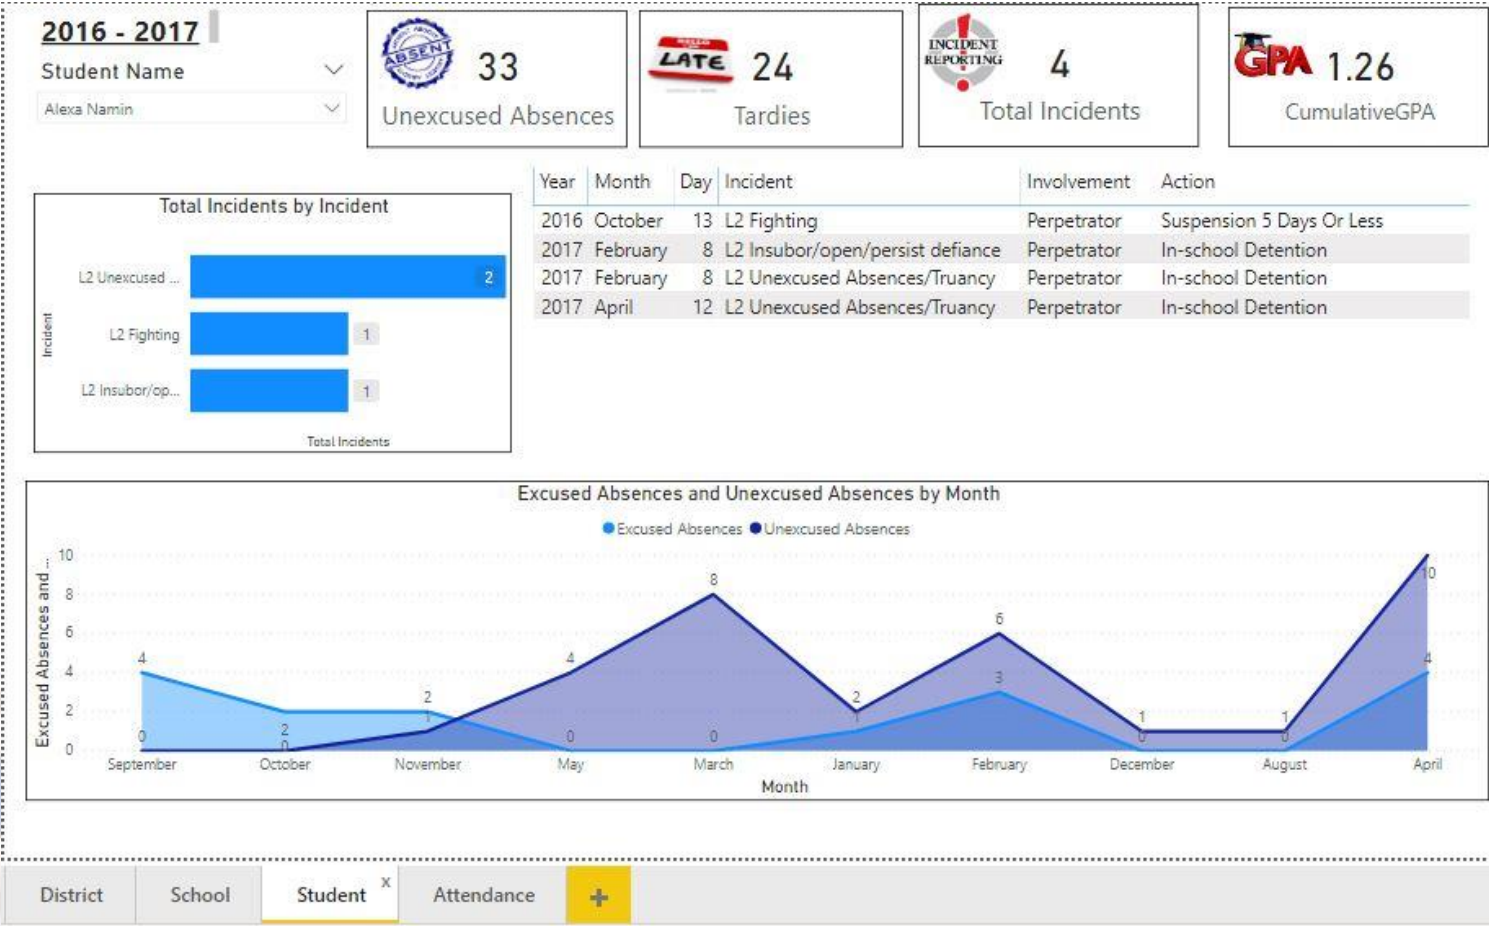 2016 - 2017
Student Name
Alexa Namin
ABSENT
33
Unexcused Absences
HELLO
LATE
24
Tardies
INCIDENT
REPORTING
4
Total Incidents
GPA
1.26
CumulativeGPA
Total Incidents by Incident
Incident
L2 Unexcused ... 2
L2 Fighting 1
L2 Insubor/op... 1
Total Incidents
Year Month Day Incident Involvement Action
2016 October 13 L2 Fighting Perpetrator Suspension 5 Days Or Less
2017 February 8 L2 Insubor/open/persist defiance Perpetrator In-school Detention
2017 February 8 L2 Unexcused Absences/Truancy Perpetrator In-school Detention
2017 April 12 L2 Unexcused Absences/Truancy Perpetrator In-school Detention
Excused Absences and Unexcused Absences by Month
Excused Absences Unexcused Absences
Excused Absences and ...
10
8
6
4
2
0
4 2 2 0 0 1 3 0 0 4
0 0 1 4 8 2 6 1 1 10
September October November May March January February December August April
Month
District School Student x Attendance +